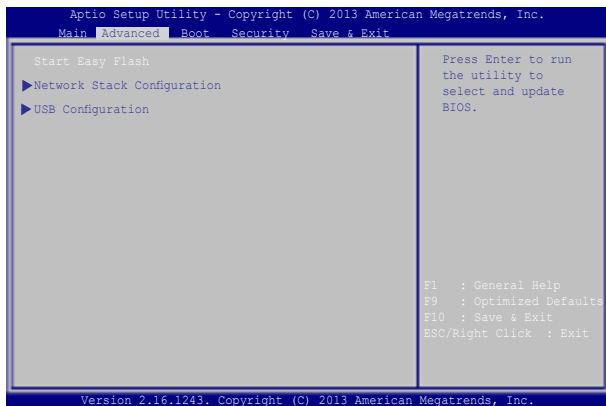 Aptio Setup Utility - Copyright (C) 2013 American Megatrends, Inc.
Main Advanced Boot Security Save & Exit
Start Easy Flash
Network Stack Configuration
USB Configuration
Press Enter to run
the utility to
select and update
BIOS.
F1 : General Help
F9 : Optimized Defaults
F10 : Save & Exit
ESC/Right Click : Exit
Version 2.16.1243. Copyright (C) 2013 American Megatrends, Inc.